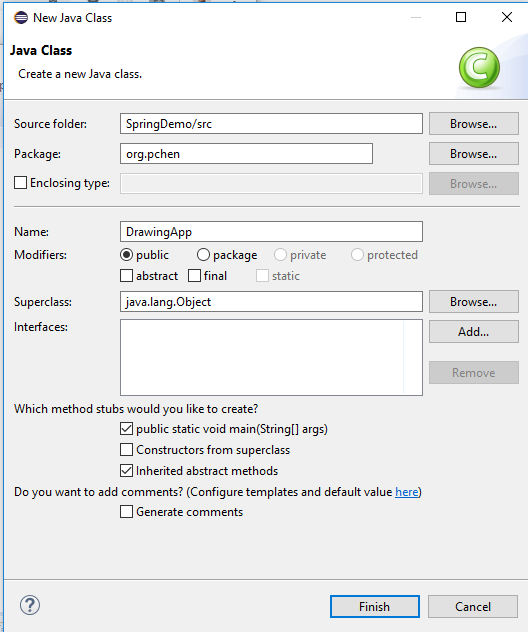 New Java Class
Java Class
Create a new Java class.
C
Source folder: SpringDemo/src Browse...
Package: org.pchen Browse...
Enclosing type: Browse...
Name: DrawingApp
Modifiers: public package private protected
abstract final static
Superclass: java.lang.Object Browse...
Interfaces: Add...
Remove
Which method stubs would you like to create?
public static void main(String[] args)
Constructors from superclass
Inherited abstract methods
Do you want to add comments? (Configure templates and default value here)
Generate comments
? Finish Cancel